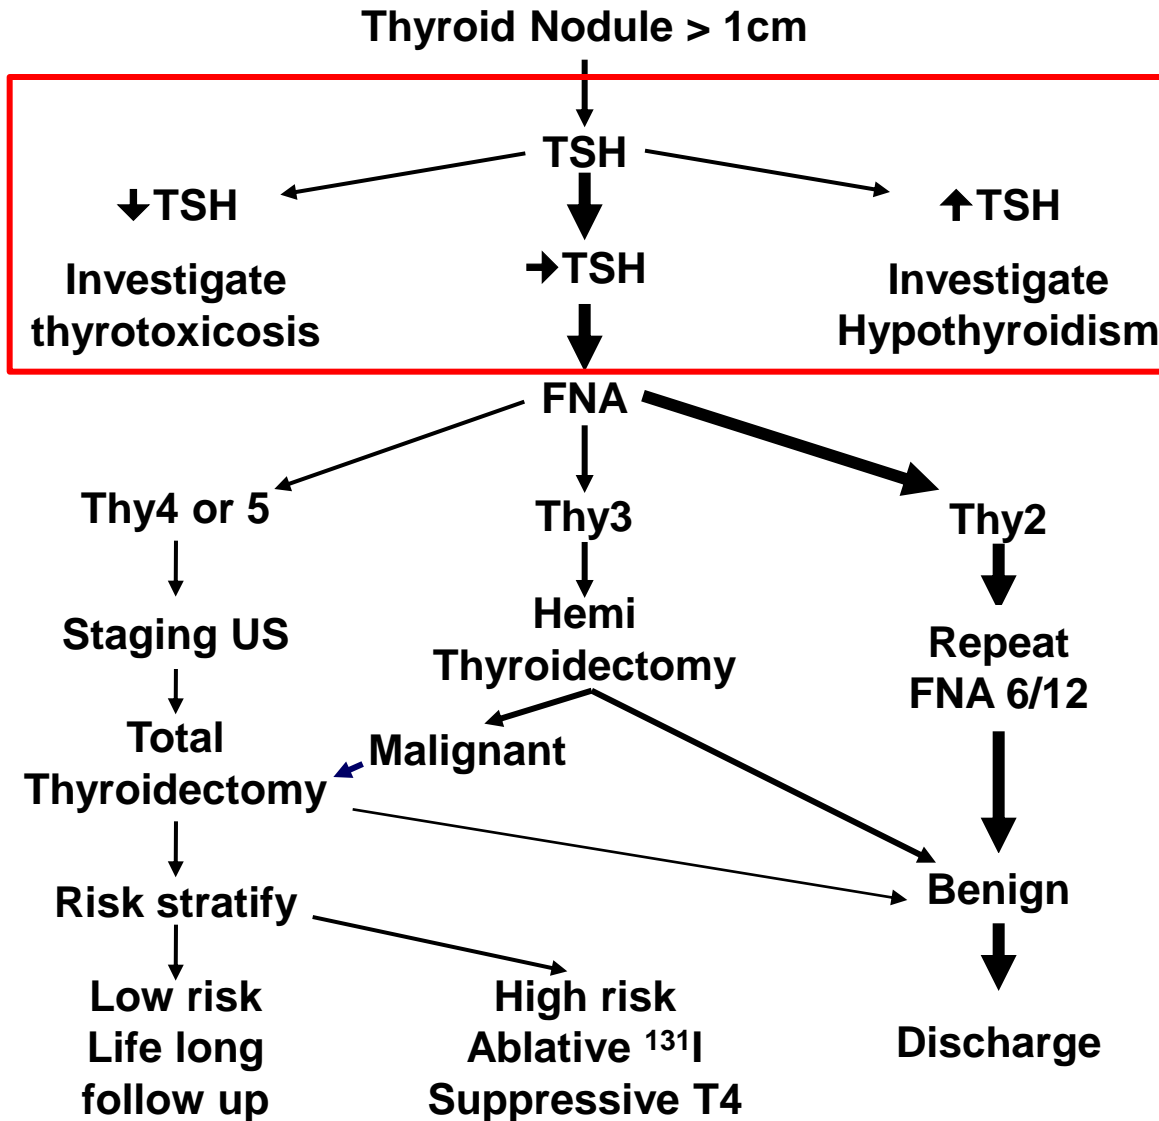 Thyroid Nodule > 1cm
TSH
↓TSH
↑TSH
→TSH
Investigate
thyrotoxicosis
Investigate
Hypothyroidism
FNA
Thy4 or 5
Thy3
Thy2
Staging US
Hemi
Thyroidectomy
Repeat
FNA 6/12
Total
Thyroidectomy
Malignant
Risk stratify
Benign
Low risk
Life long
follow up
High risk
Ablative ¹³¹I
Suppressive T4
Discharge